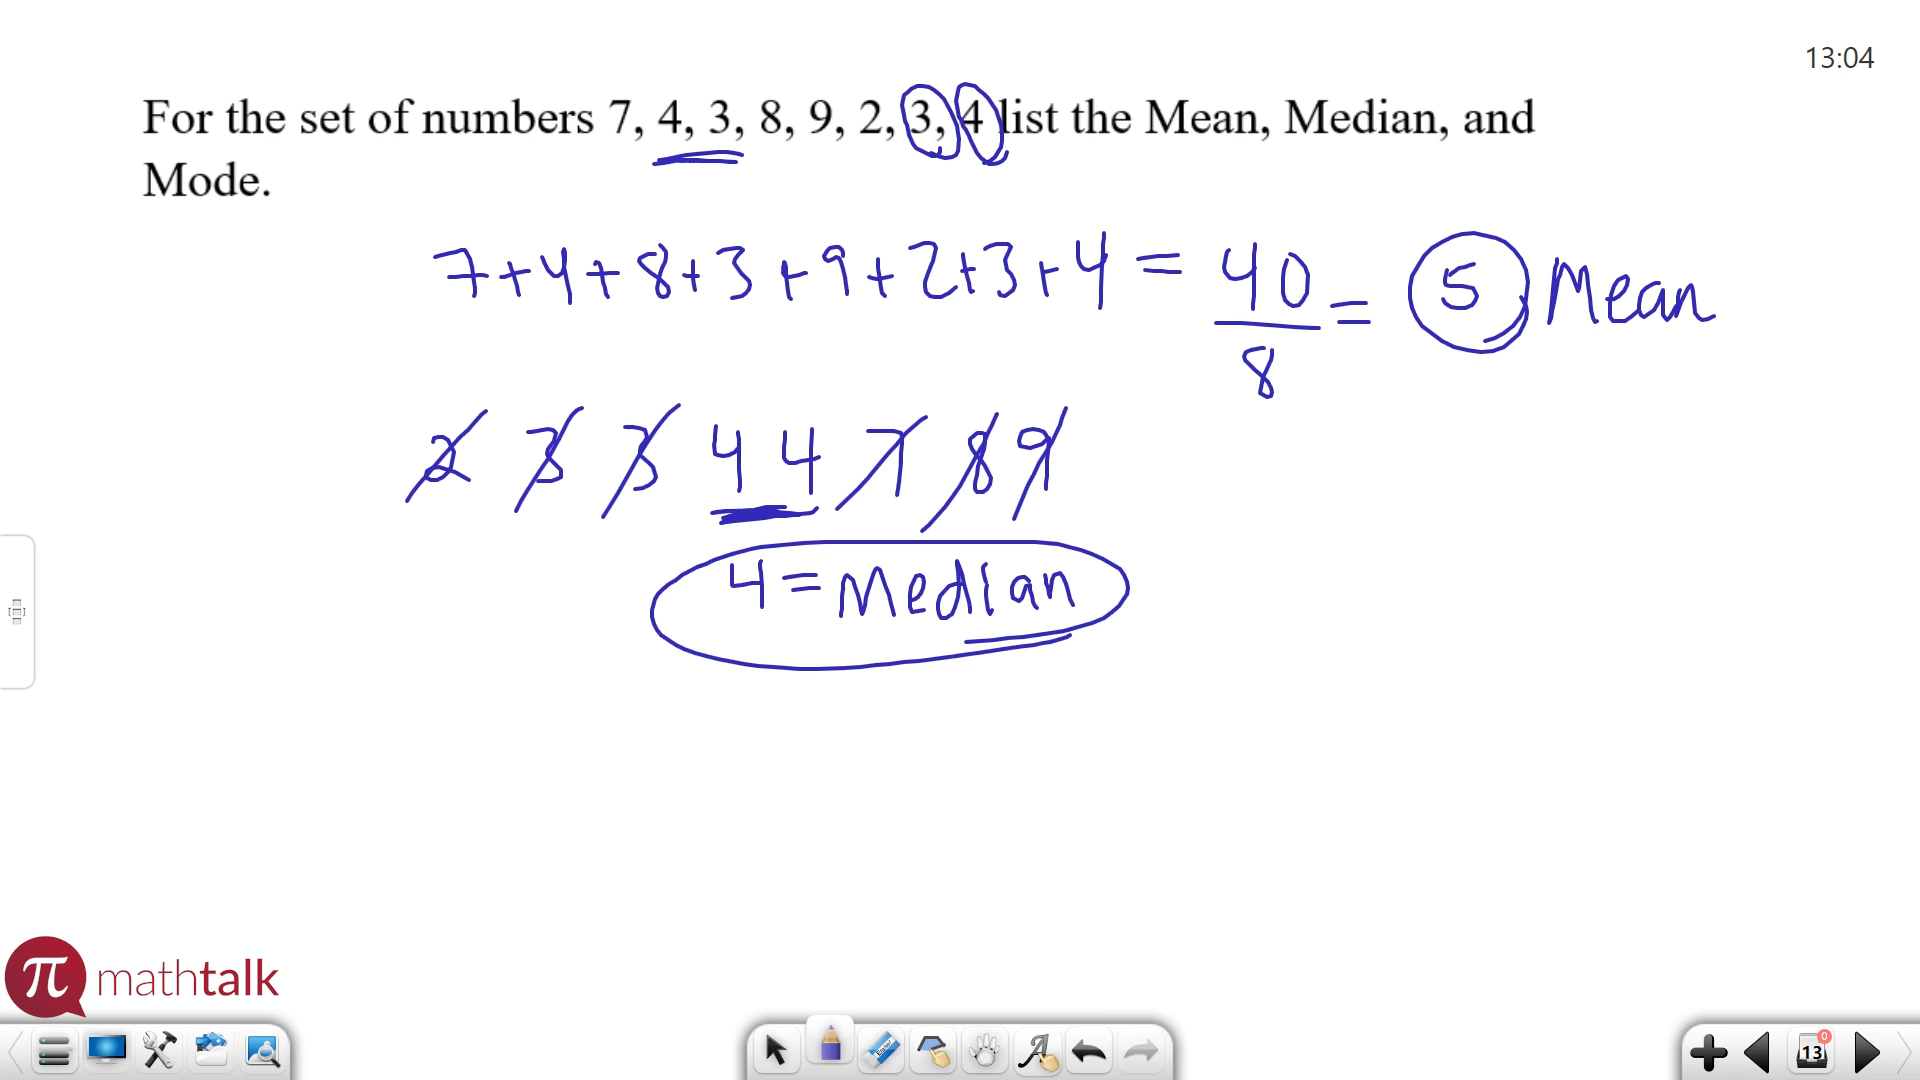 13:04
For the set of numbers 7, 4, 3, 8, 9, 2, 3, 4 list the Mean, Median, and
Mode.
7+4+8+3+9+2+3+4 = 40/8 = 5 Mean
2 3 3 4 4 7 8 9
4 = Median
π mathtalk
Eraser
A
13
0